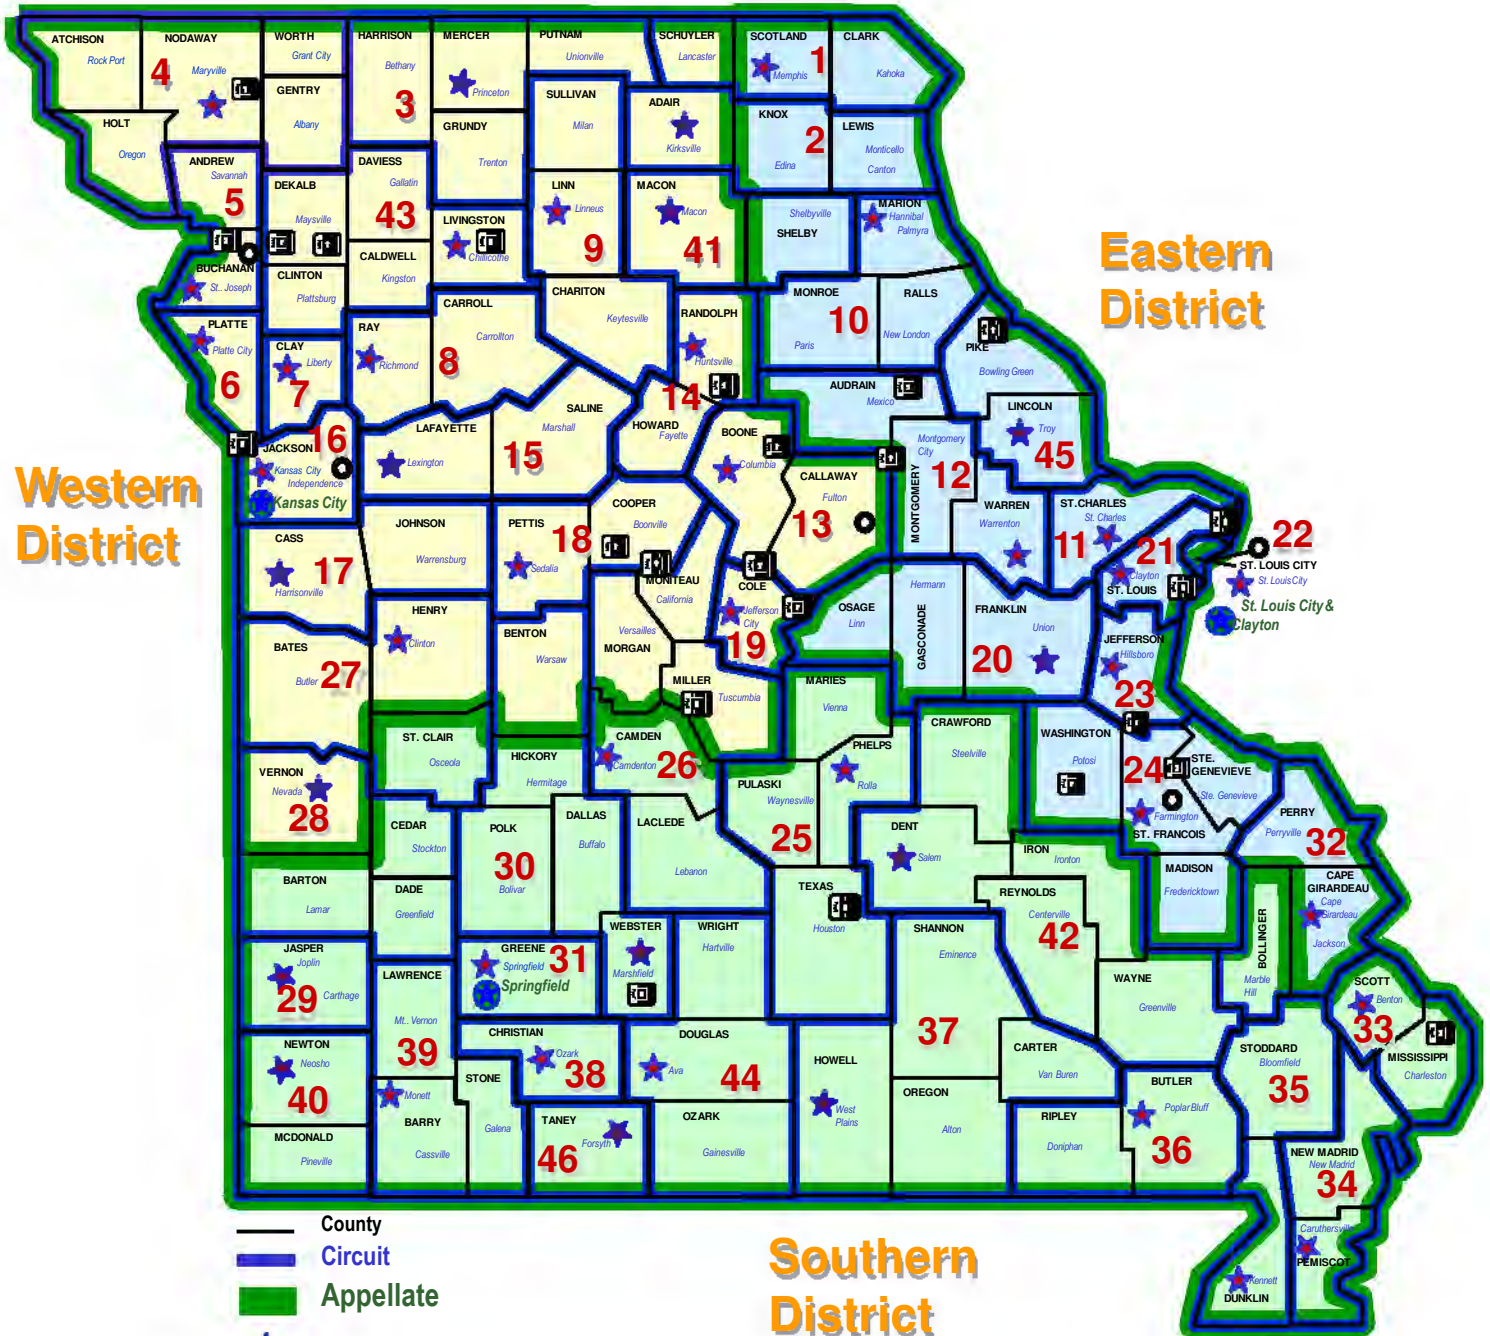 ATCHISON
Rock Port
NODAWAY
4
Maryville
WORTH
Grant City
HARRISON
Bethany
3
MERCER
Princeton
PUTNAM
Unionville
SCHUYLER
Lancaster
SCOTLAND
1
Memphis
CLARK
Kahoka
GENTRY
Albany
SULLIVAN
Milan
ADAIR
Kirksville
KNOX
2
Edina
LEWIS
Monticello
Canton
HOLT
Oregon
GRUNDY
Trenton
ANDREW
Savannah
5
DEKALB
Maysville
DAVIESS
Gallatin
43
LINN
Linneus
9
MACON
Macon
41
Shelbyville
SHELBY
MARION
Hannibal
Palmyra
LIVINGSTON
Chillicothe
Eastern
District
BUCHANAN
St.. Joseph
CLINTON
Plattsburg
CALDWELL
Kingston
CARROLL
Carrollton
8
CHARITON
Keytesville
RANDOLPH
Huntsville
14
MONROE
10
Paris
RALLS
New London
PIKE
Bowling Green
PLATTE
Platte City
6
CLAY
Liberty
7
RAY
Richmond
AUDRAIN
Mexico
LINCOLN
Troy
45
SALINE
Marshall
HOWARD
Fayette
BOONE
Columbia
LAFAYETTE
Lexington
15
16
JACKSON
Kansas City
Independence
Kansas City
Western
District
CALLAWAY
Fulton
13
Montgomery
City
12
MONTGOMERY
WARREN
Warrenton
ST.CHARLES
St. Charles
11
21
Clayton
ST. LOUIS
22
ST. LOUIS CITY
St. LouisCity
St. Louis City &
Clayton
COOPER
Boonville
JOHNSON
Warrensburg
PETTIS
18
Sedalia
CASS
17
Harrisonville
MONITEAU
California
COLE
Jefferson
City
19
OSAGE
Linn
Hermann
GASCONADE
FRANKLIN
Union
20
JEFFERSON
Hillsboro
23
HENRY
Clinton
BENTON
Warsaw
Versailles
MORGAN
BATES
Butler
27
MILLER
Tuscumbia
MARIES
Vienna
ST. CLAIR
Osceola
HICKORY
Hermitage
CAMDEN
Camdenton
26
PHELPS
Rolla
CRAWFORD
Steelville
WASHINGTON
Potosi
24
Farmington
ST. FRANCOIS
STE.
GENEVIEVE
Ste. Genevieve
VERNON
Nevada
28
PULASKI
Waynesville
25
PERRY
Perryville
32
CEDAR
Stockton
POLK
30
Bolivar
DALLAS
Buffalo
LACLEDE
Lebanon
DENT
Salem
IRON
Ironton
MADISON
Fredericktown
CAPE
GIRARDEAU
Cape
Girardeau
Jackson
BARTON
Lamar
DADE
Greenfield
TEXAS
Houston
REYNOLDS
Centerville
42
BOLLINGER
Marble
Hill
JASPER
Joplin
29
Carthage
LAWRENCE
Mt.. Vernon
39
GREENE
31
Springfield
Springfield
WEBSTER
Marshfield
WRIGHT
Hartville
SHANNON
Eminence
37
WAYNE
Greenville
SCOTT
Benton
33
MISSISSIPPI
Charleston
NEWTON
Neosho
40
CHRISTIAN
Ozark
38
DOUGLAS
Ava
44
HOWELL
West
Plains
CARTER
Van Buren
STODDARD
Bloomfield
35
Monett
BARRY
Cassville
STONE
Galena
TANEY
Forsyth
46
OZARK
Gainesville
OREGON
Alton
RIPLEY
Doniphan
BUTLER
Poplar Bluff
36
MCDONALD
Pineville
NEW MADRID
New Madrid
34
Caruthersville
PEMISCOT
Kennett
DUNKLIN
County
Circuit
Appellate
Southern
District